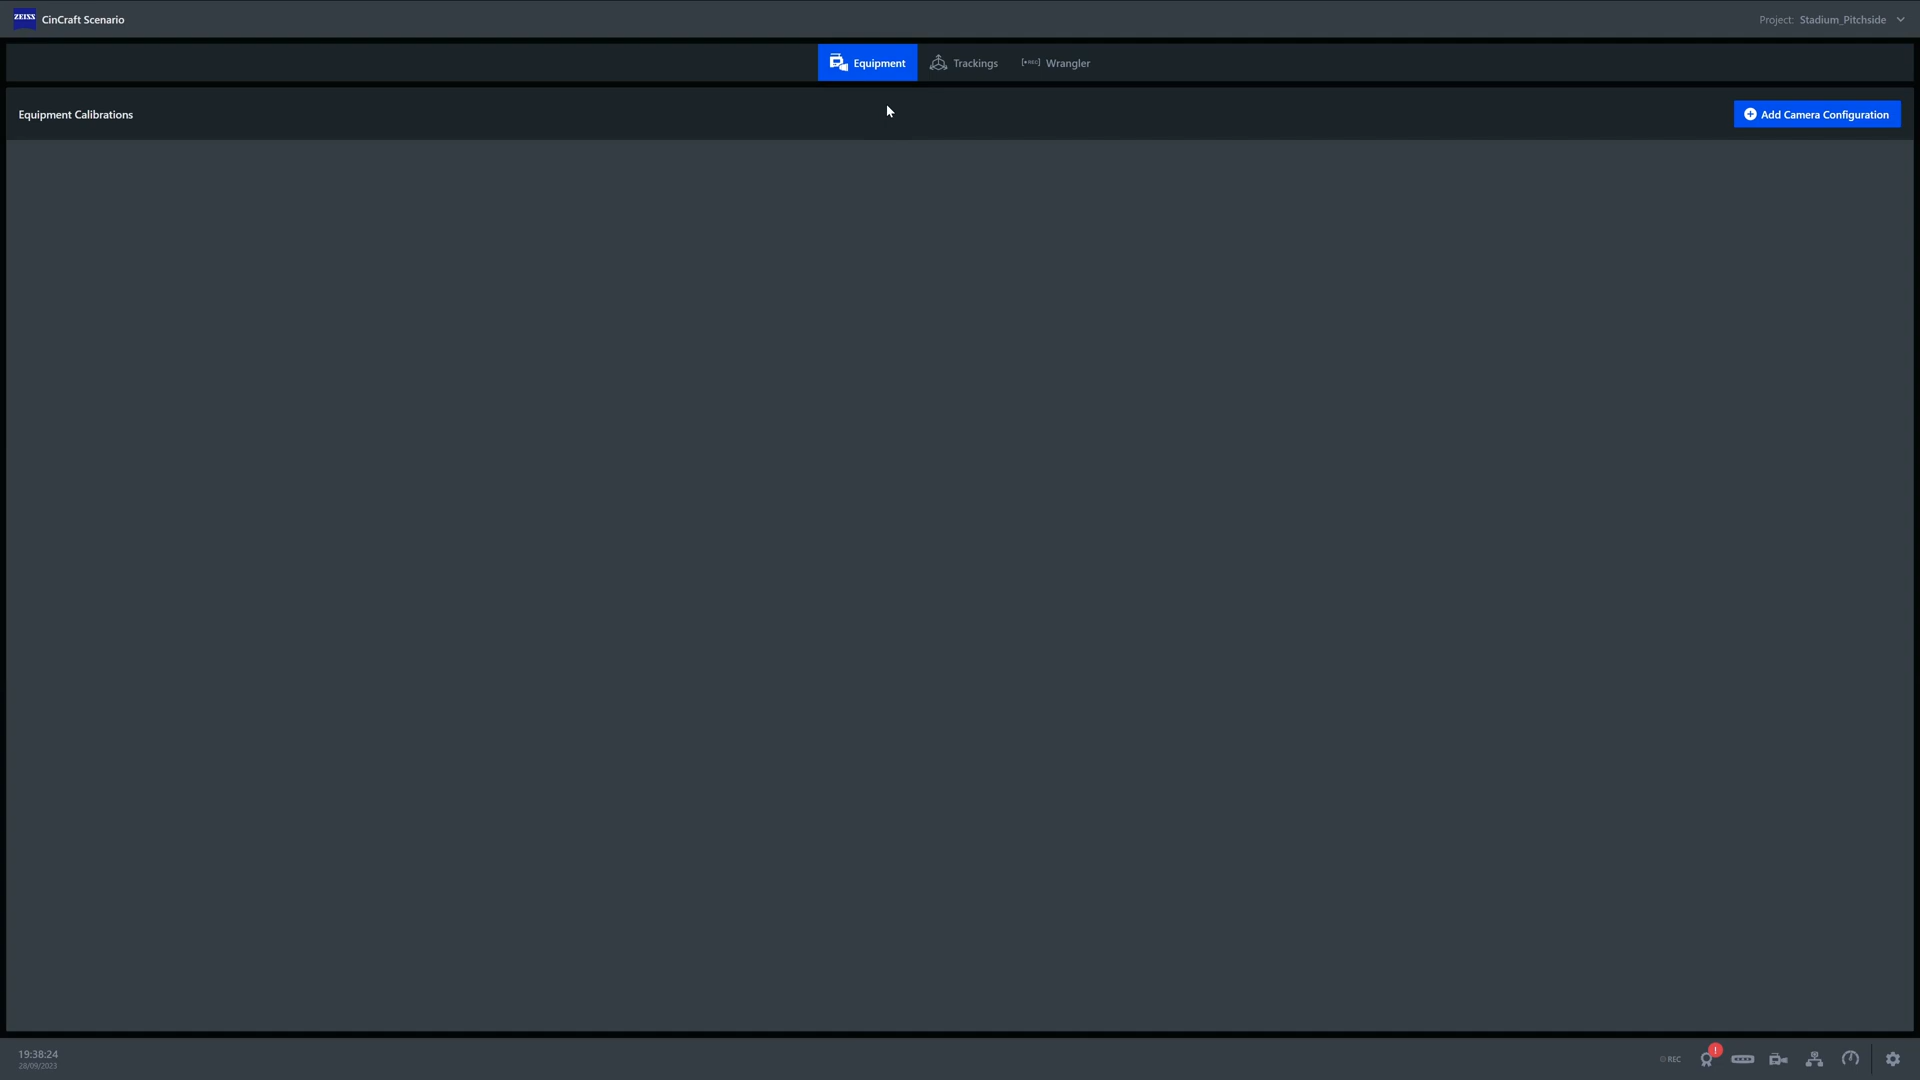 ZEISS CinCraft Scenario
Project: Stadium_Pitchside
Equipment Trackings REC Wrangler
Equipment Calibrations
Add Camera Configuration
19:38:24
28/09/2023
REC
!